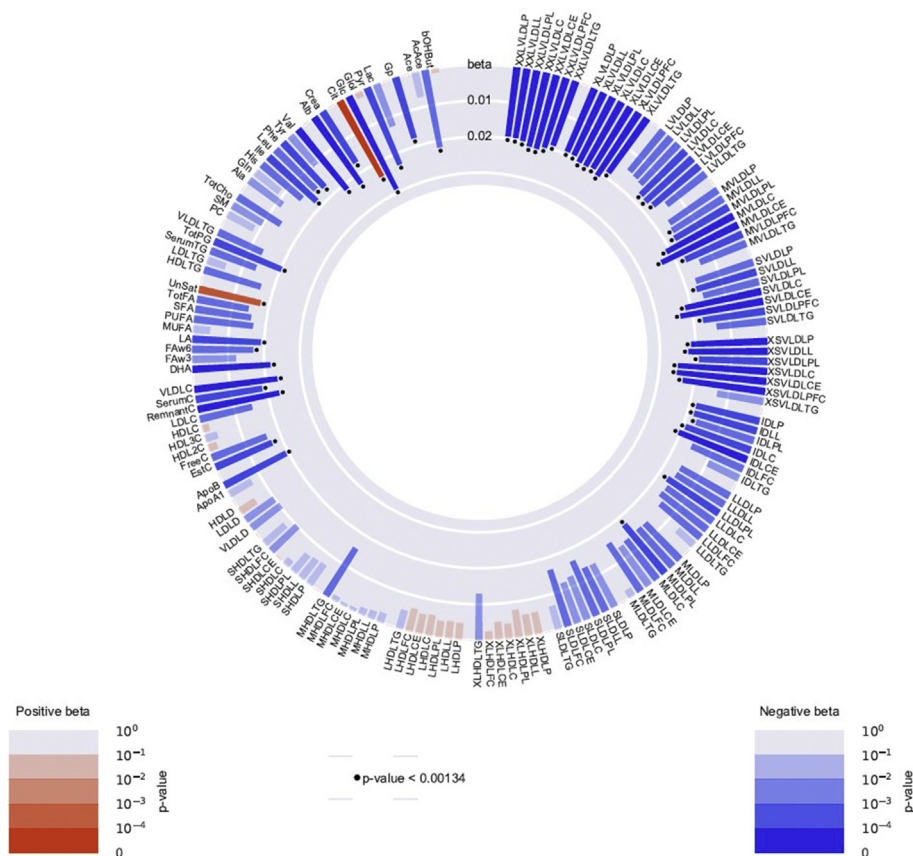 beta
0.01
0.02
XXLVLDLP
XXLVLDLL
XXLVLDLPL
XXLVLDLC
XXLVLDLCE
XXLVLDLPFC
XXLVLDLTG
XLVLDLP
XLVLDLL
XLVLDLPL
XLVLDLC
XLVLDLCE
XLVLDLPFC
XLVLDLTG
LVLDLP
LVLDLL
LVLDLPL
LVLDLC
LVLDLCE
LVLDLPFC
LVLDLTG
MVLDLP
MVLDLL
MVLDLPL
MVLDLC
MVLDLCE
MVLDLPFC
MVLDLTG
SVLDLP
SVLDLL
SVLDLPL
SVLDLC
SVLDLCE
SVLDLPFC
SVLDLTG
XSVLDLP
XSVLDLL
XSVLDLPL
XSVLDLC
XSVLDLCE
XSVLDLPFC
XSVLDLTG
IDLP
IDLL
IDLPL
IDLC
IDLCE
IDLFC
IDLTG
LLDLP
LLDLL
LLDLPL
LLDLC
LLDLCE
LLDLFC
LLDLTG
MLDLP
MLDLL
MLDLPL
MLDLC
MLDLCE
MLDLFC
MLDLTG
SLDLP
SLDLL
SLDLPL
SLDLC
SLDLCE
SLDLFC
SLDLTG
XLHDLP
XLHDLL
XLHDLPL
XLHDLC
XLHDLCE
XLHDLFC
XLHDLTG
LHDLP
LHDLL
LHDLPL
LHDLC
LHDLCE
LHDLFC
LHDLTG
MHDLP
MHDLL
MHDLPL
MHDLC
MHDLCE
MHDLFC
MHDLTG
SHDLP
SHDLL
SHDLPL
SHDLC
SHDLCE
SHDLFC
SHDLTG
VLDLD
LDLD
HDLD
ApoA1
ApoB
EstC
FreeC
HDL2C
HDL3C
HDLC
LDLC
RemnantC
SerumC
VLDLC
DHA
FAw3
FAw6
LA
MUFA
PUFA
SFA
TotFA
UnSat
HDLTG
LDLTG
SerumTG
TotPG
VLDLTG
PC
SM
TotCho
Ala
Gln
His
Ile
Leu
Phe
Tyr
Val
Alb
Crea
Cit
Glc
Glol
Pyr
Lac
Gp
Ace
AcAce
bOHBut
Positive beta
10⁰
10⁻¹
10⁻²
10⁻³
10⁻⁴
0
p-value
p-value < 0.00134
Negative beta
10⁰
10⁻¹
10⁻²
10⁻³
10⁻⁴
0
p-value